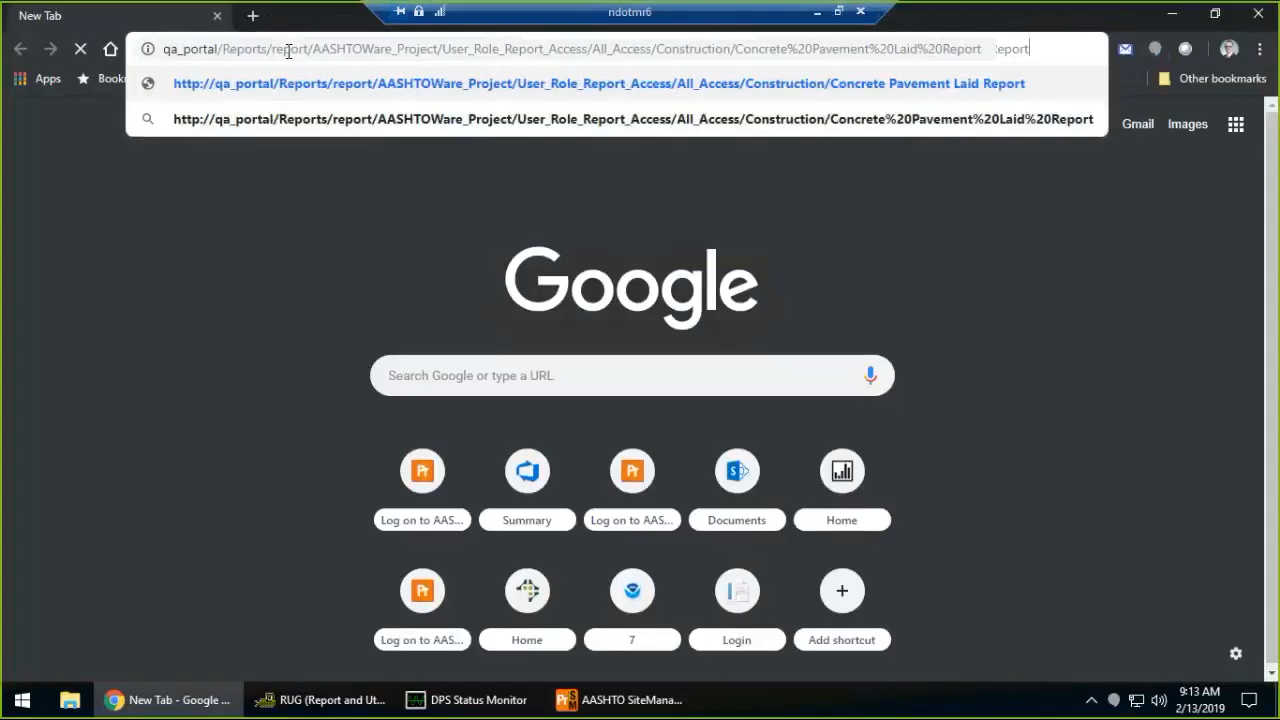 New Tab
ndotmr6
qa_portal/Reports/report/AASHTOWare_Project/User_Role_Report_Access/All_Access/Construction/Concrete%20Pavement%20Laid%20Report
Apps
http://qa_portal/Reports/report/AASHTOWare_Project/User_Role_Report_Access/All_Access/Construction/Concrete Pavement Laid Report
Other bookmarks
http://qa_portal/Reports/report/AASHTOWare_Project/User_Role_Report_Access/All_Access/Construction/Concrete%20Pavement%20Laid%20Report
Gmail Images
Google
Search Google or type a URL
Log on to AAS... Summary Log on to AAS... Documents Home
Log on to AAS... Home 7 Login Add shortcut
New Tab - Google ... RUG (Report and Ut... DPS Status Monitor AASHTO SiteMana...
9:13 AM
2/13/2019